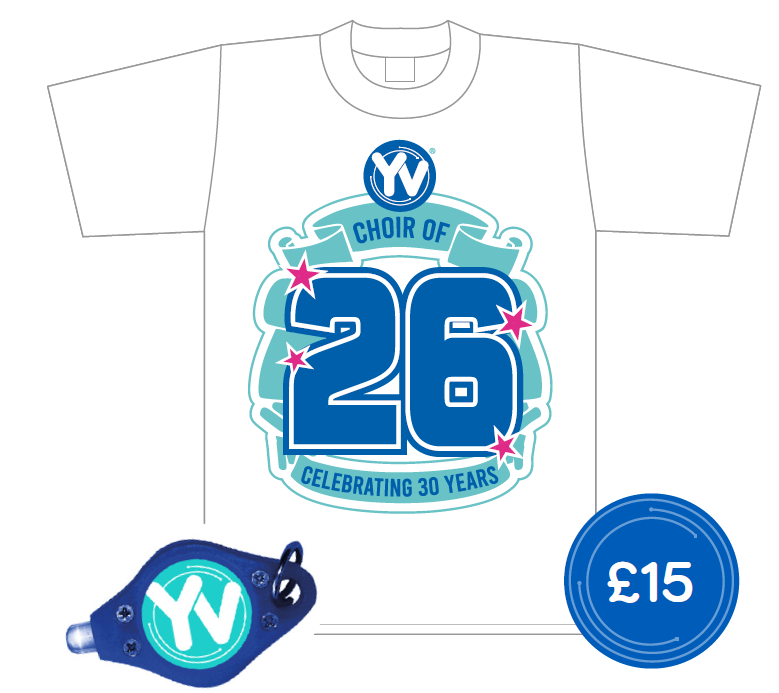 YV®
CHOIR OF
26
CELEBRATING 30 YEARS
YV
£15